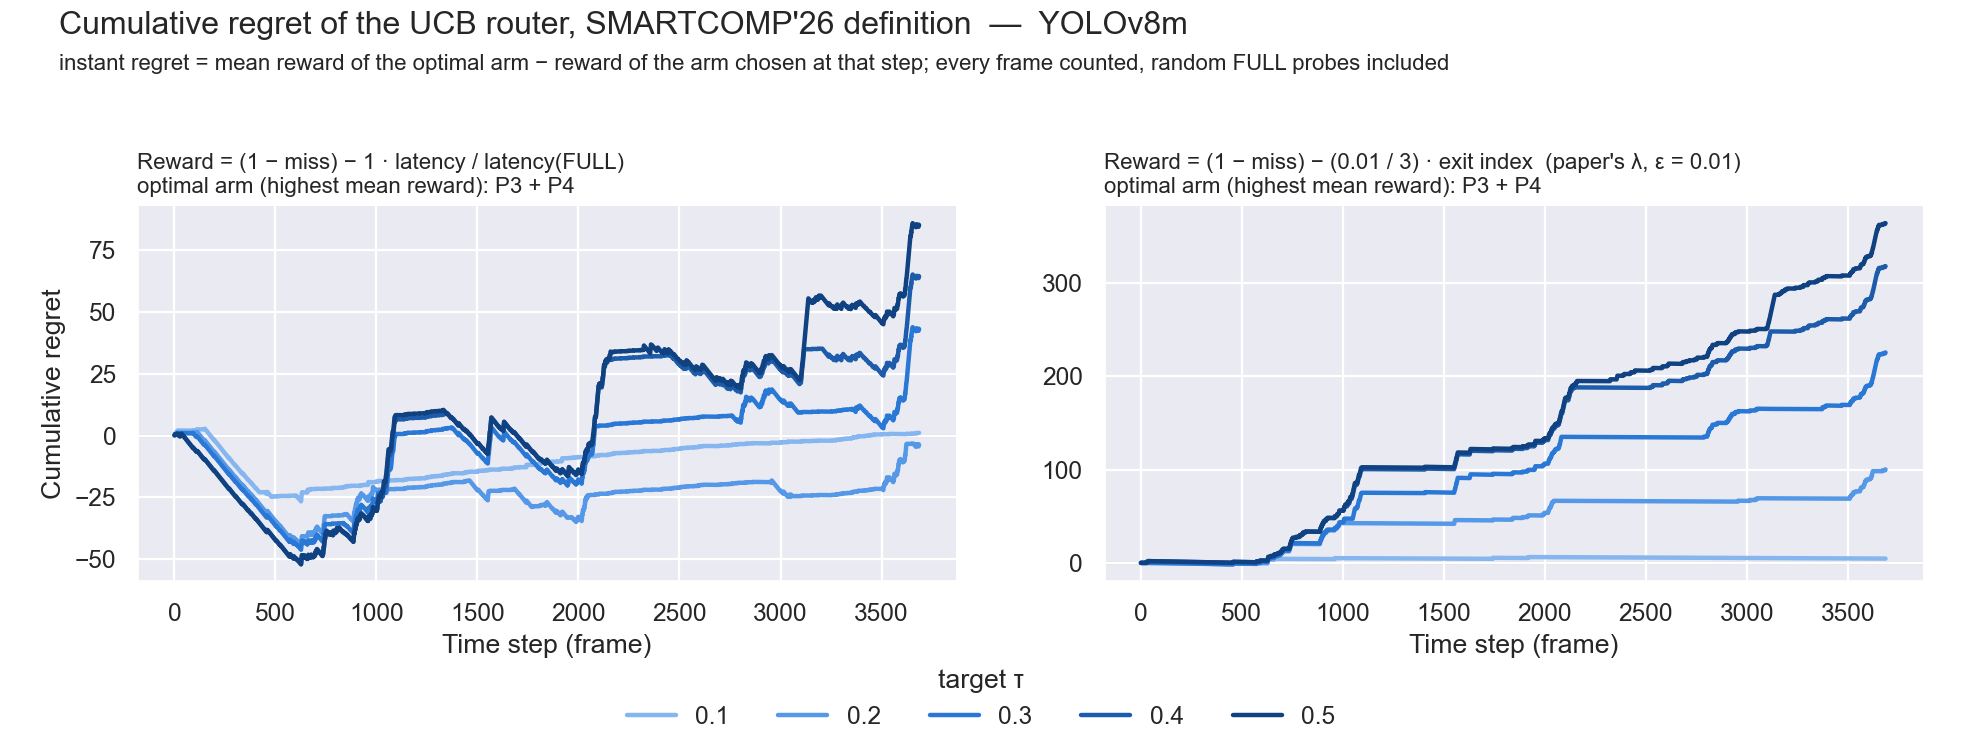 Cumulative regret of the UCB router, SMARTCOMP'26 definition — YOLOv8m
instant regret = mean reward of the optimal arm − reward of the arm chosen at that step; every frame counted, random FULL probes included
Reward = (1 − miss) − 1 · latency / latency(FULL)
optimal arm (highest mean reward): P3 + P4
75
50
25
0
−25
−50
Cumulative regret
0 500 1000 1500 2000 2500 3000 3500
Time step (frame)
Reward = (1 − miss) − (0.01 / 3) · exit index (paper's λ, ε = 0.01)
optimal arm (highest mean reward): P3 + P4
300
200
100
0
0 500 1000 1500 2000 2500 3000 3500
Time step (frame)
target τ
0.1 0.2 0.3 0.4 0.5